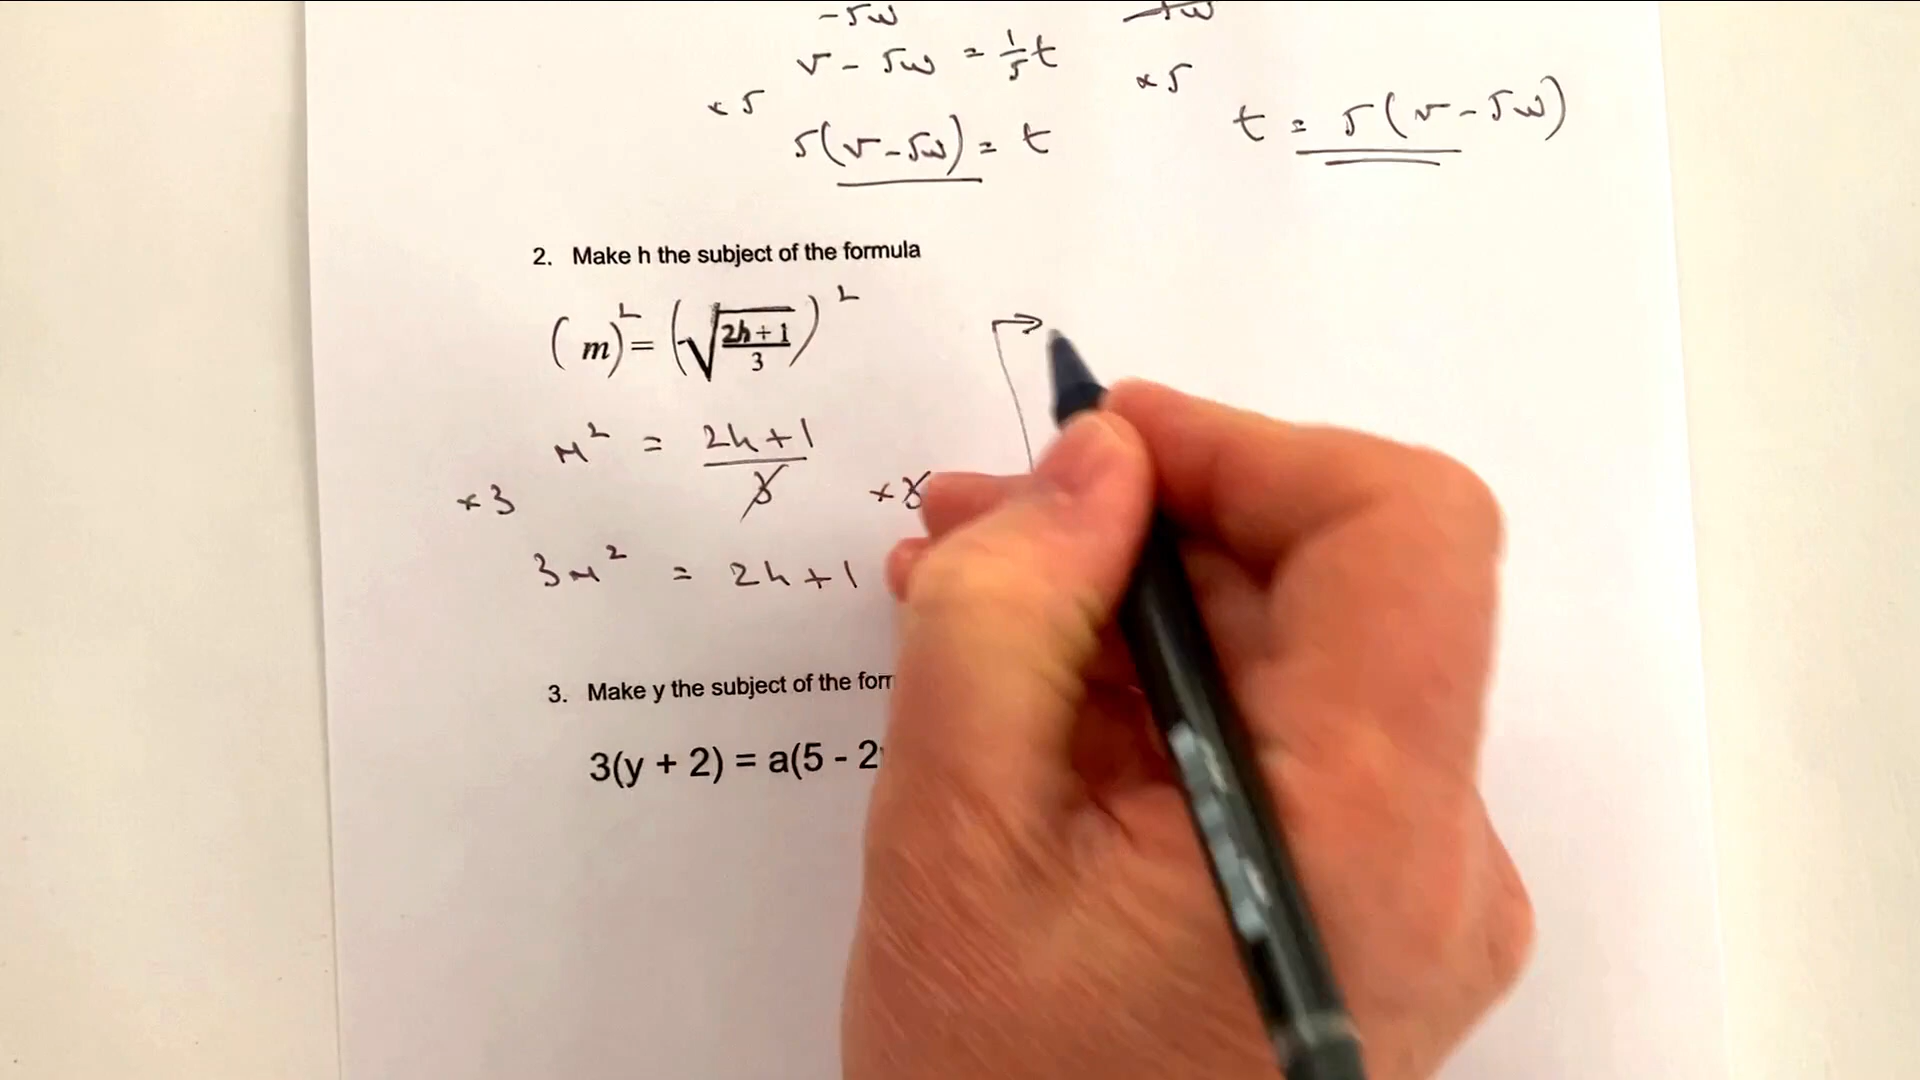 -5w
v - 5w = 1/5 t
×5 ×5
5(v - 5w) = t
t = 5(v - 5w)
2. Make h the subject of the formula
(m)² = (√((2h + 1)/3))²
m² = (2h + 1)/3
×3 ×3
3m² = 2h + 1
3. Make y the subject of the
3(y + 2) = a(5 - 2